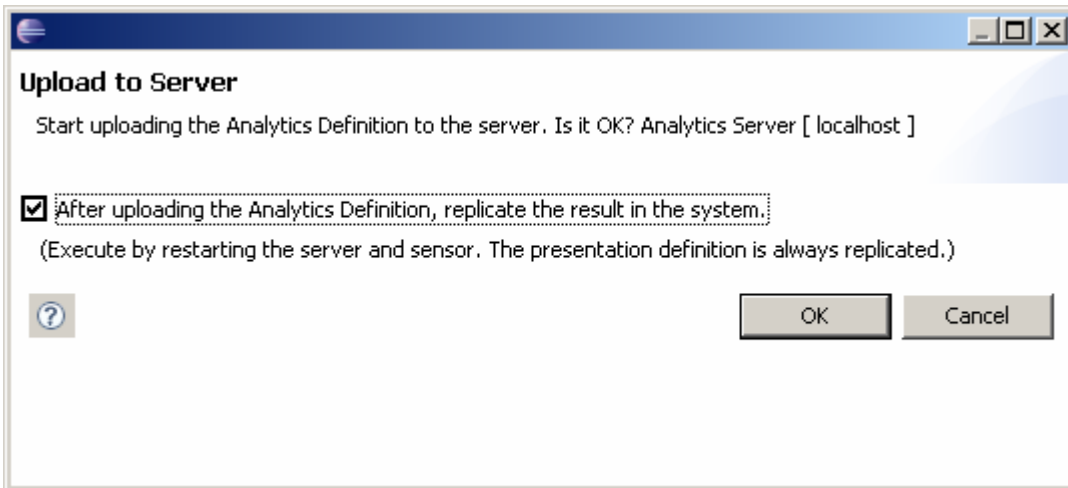 Upload to Server
Start uploading the Analytics Definition to the server. Is it OK? Analytics Server [ localhost ]
After uploading the Analytics Definition, replicate the result in the system.
(Execute by restarting the server and sensor. The presentation definition is always replicated.)
?
OK
Cancel